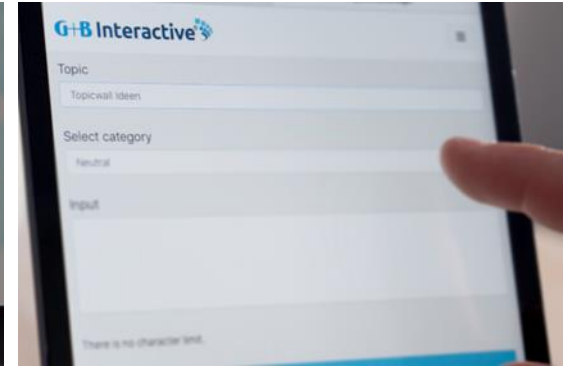 G+B Interactive
Topic
Topicwall Ideen
Select category
Neutral
Input
There is no character limit.